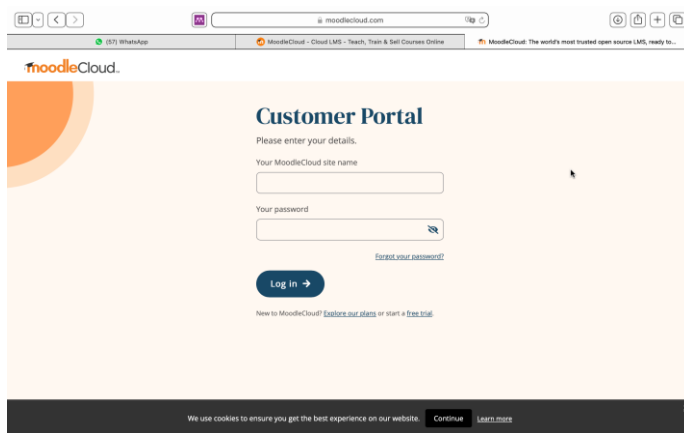 moodlecloud.com
(57) WhatsApp
MoodleCloud - Cloud LMS - Teach, Train & Sell Courses Online
MoodleCloud: The world's most trusted open source LMS, ready to...
moodleCloud
Customer Portal
Please enter your details.
Your MoodleCloud site name
Your password
Forgot your password?
Log in →
New to MoodleCloud? Explore our plans or start a free trial.
We use cookies to ensure you get the best experience on our website. Continue Learn more